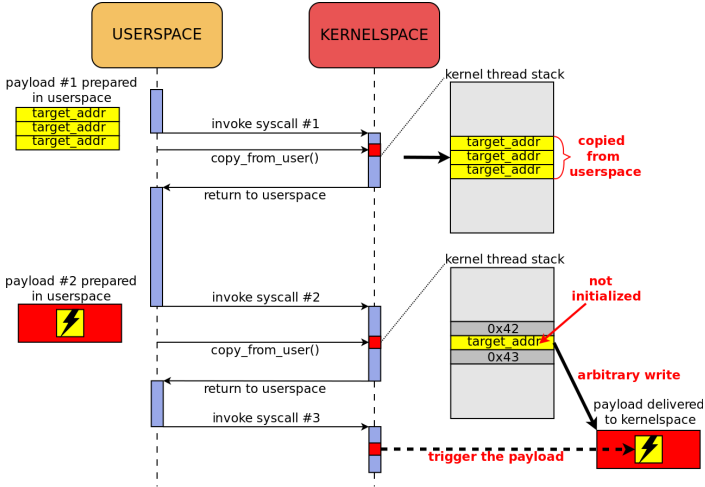 USERSPACE
KERNELSPACE
payload #1 prepared
in userspace
target_addr
target_addr
target_addr
invoke syscall #1
copy_from_user()
return to userspace
kernel thread stack
target_addr
target_addr
target_addr
copied
from
userspace
payload #2 prepared
in userspace
invoke syscall #2
copy_from_user()
return to userspace
invoke syscall #3
kernel thread stack
not
initialized
0x42
target_addr
0x43
arbitrary write
payload delivered
to kernelspace
trigger the payload